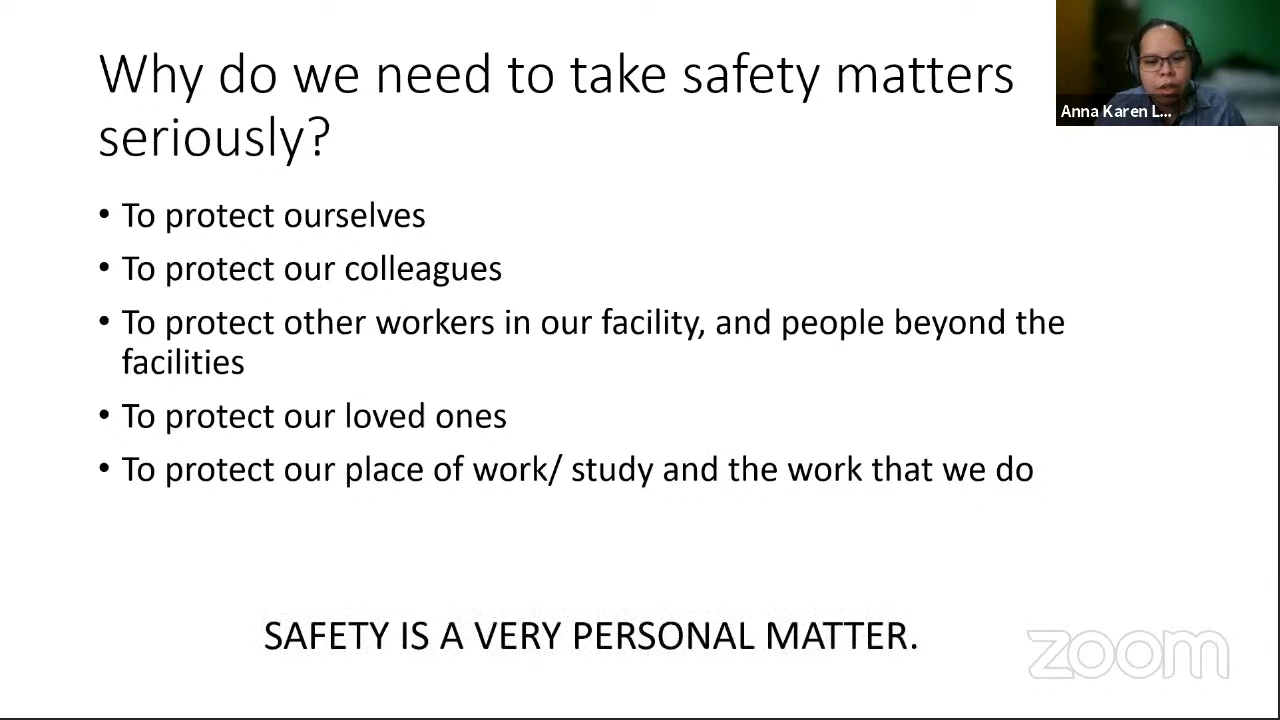 Why do we need to take safety matters
seriously?
Anna Karen L...
• To protect ourselves
• To protect our colleagues
• To protect other workers in our facility, and people beyond the
facilities
• To protect our loved ones
• To protect our place of work/ study and the work that we do
SAFETY IS A VERY PERSONAL MATTER.
zoom